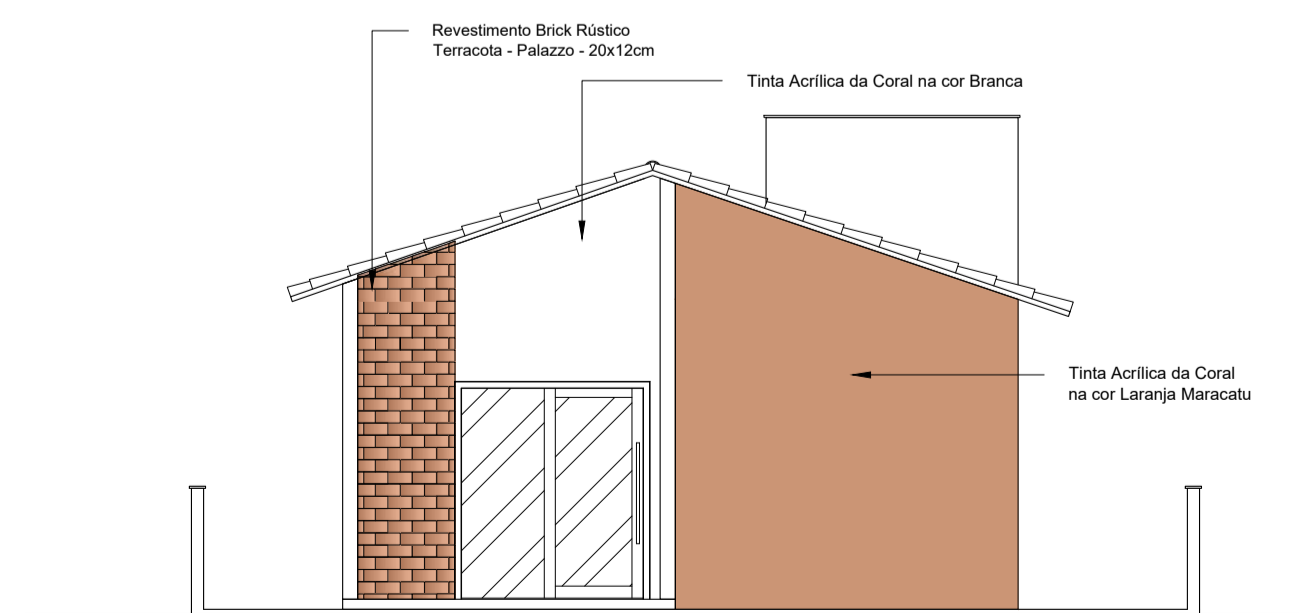 Revestimento Brick Rústico
Terracota - Palazzo - 20x12cm
Tinta Acrílica da Coral na cor Branca
Tinta Acrílica da Coral
na cor Laranja Maracatu